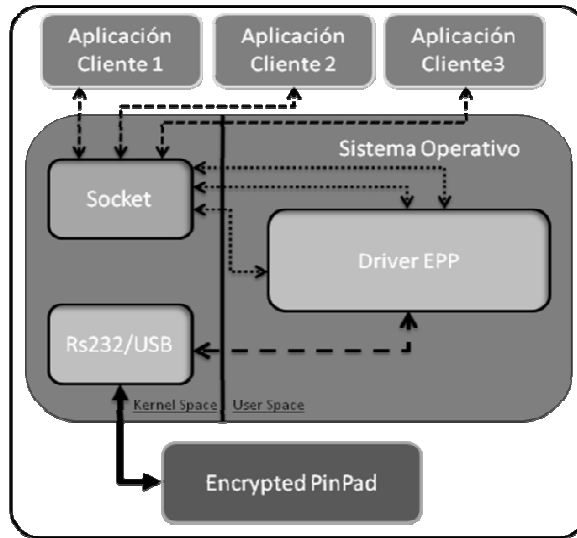 Aplicación
Cliente 1
Aplicación
Cliente 2
Aplicación
Cliente3
Sistema Operativo
Socket
Driver EPP
Rs232/USB
Kernel Space
User Space
Encrypted PinPad